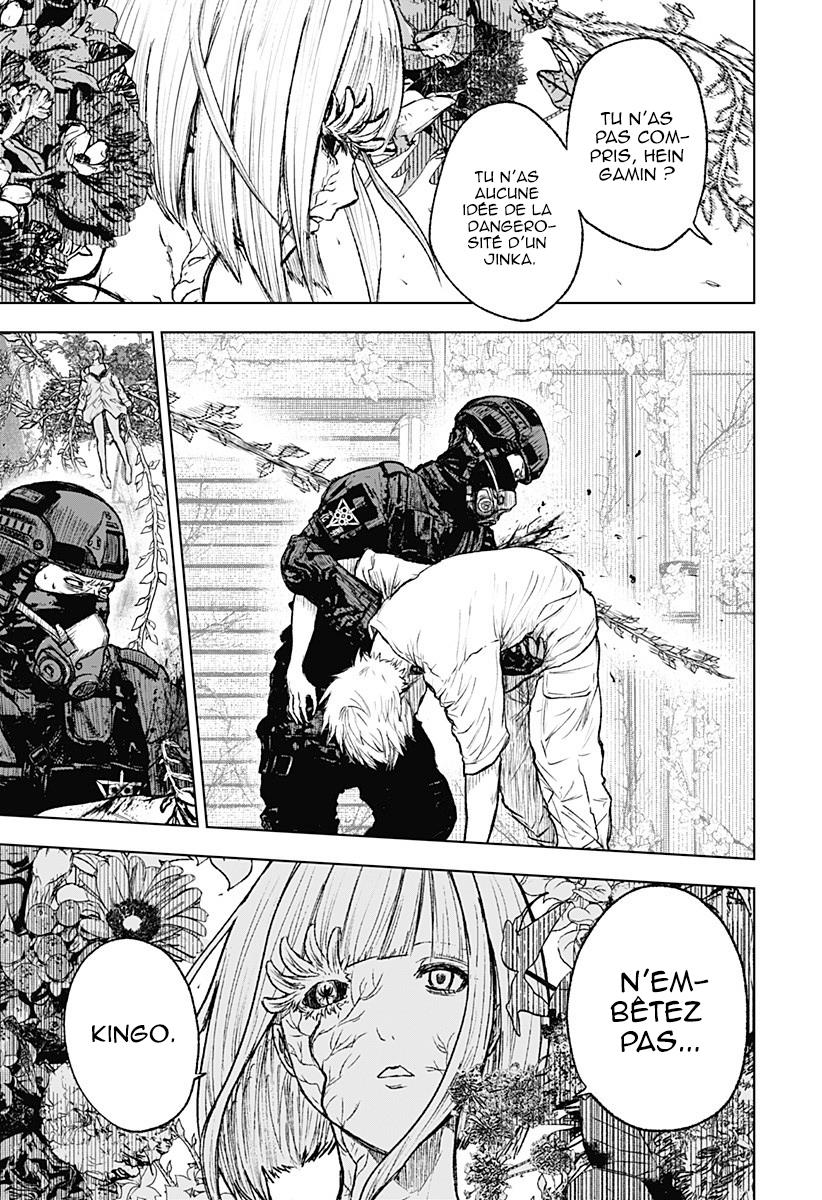 TU N'AS
PAS COM-
PRIS, HEIN
GAMIN ?
TU N'AS
AUCUNE
IDÉE DE LA
DANGERO-
SITÉ D'UN
JINKA.
N'EM-
BÊTEZ
PAS...
KINGO.